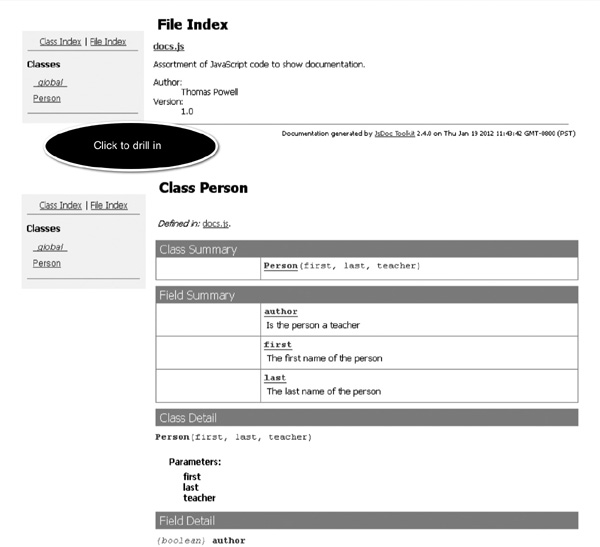 File Index
Class Index | File Index
docs.js
Classes
Assortment of JavaScript code to show documentation.
_global_
Author:
Thomas Powell
Person
Version:
1.0
Documentation generated by JsDoc Toolkit 2.4.0 on Thu Jan 19 2012 11:43:42 GMT-0800 (PST)
Click to drill in
Class Person
Class Index | File Index
Classes
Defined in: docs.js.
_global_
Class Summary
Person
Person(first, last, teacher)
Field Summary
author
Is the person a teacher
first
The first name of the person
last
The last name of the person
Class Detail
Person(first, last, teacher)
Parameters:
first
last
teacher
Field Detail
{boolean} author